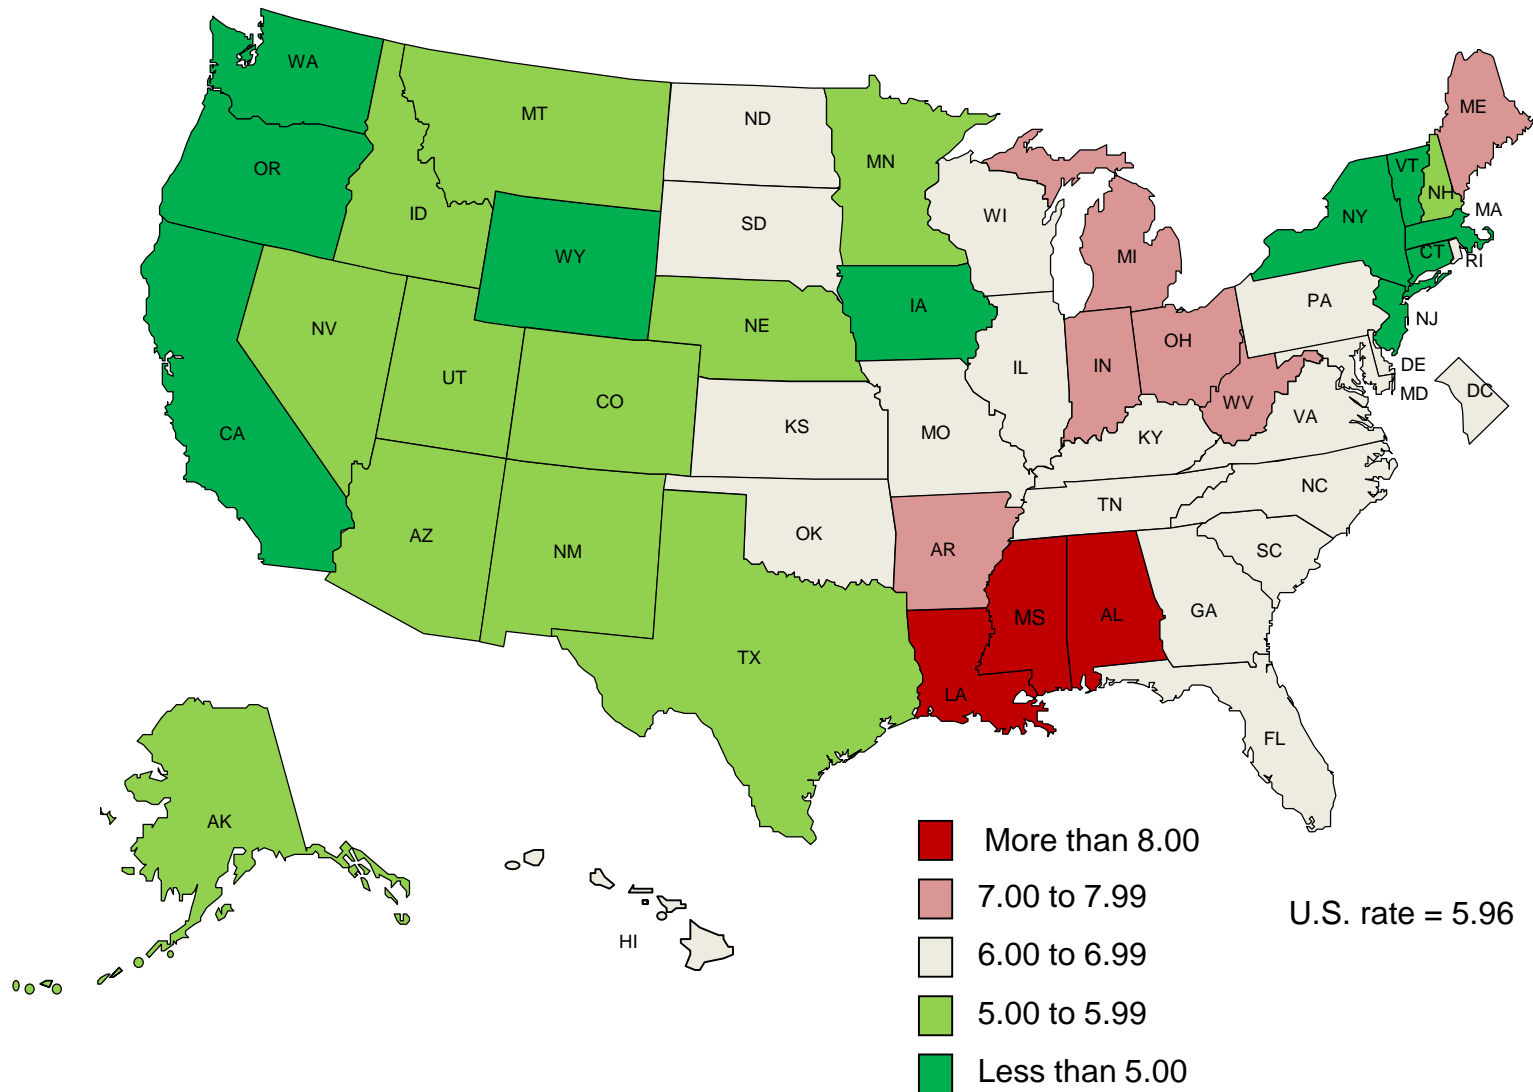 WA
MT
ND
ME
MN
VT
OR
NH
ID
WI
NY
MA
SD
CT
WY
MI
RI
IA
PA
NJ
NV
NE
OH
DE
UT
IL
IN
MD
DC
CO
WV
VA
CA
KS
MO
KY
NC
TN
AZ
NM
OK
AR
SC
GA
MS
AL
TX
LA
FL
AK
HI
More than 8.00
7.00 to 7.99
U.S. rate = 5.96
6.00 to 6.99
5.00 to 5.99
Less than 5.00